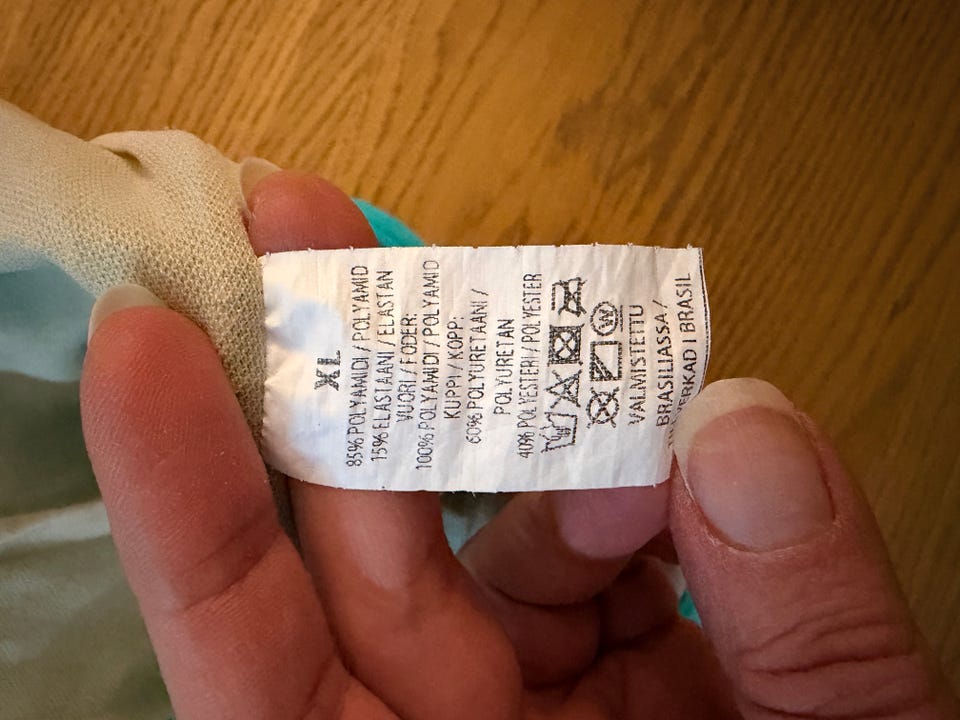 XL
85% POLYAMIDI / POLYAMID
15% ELASTAANI / ELASTAN
VUORI / FODER:
100% POLYAMIDI / POLYAMID
KUPPI / KOPP:
60% POLYURETAANI /
POLYURETAN
40% POLYESTERI / POLYESTER
W
VALMISTETTU
BRASILIASSA /
I BRASIL